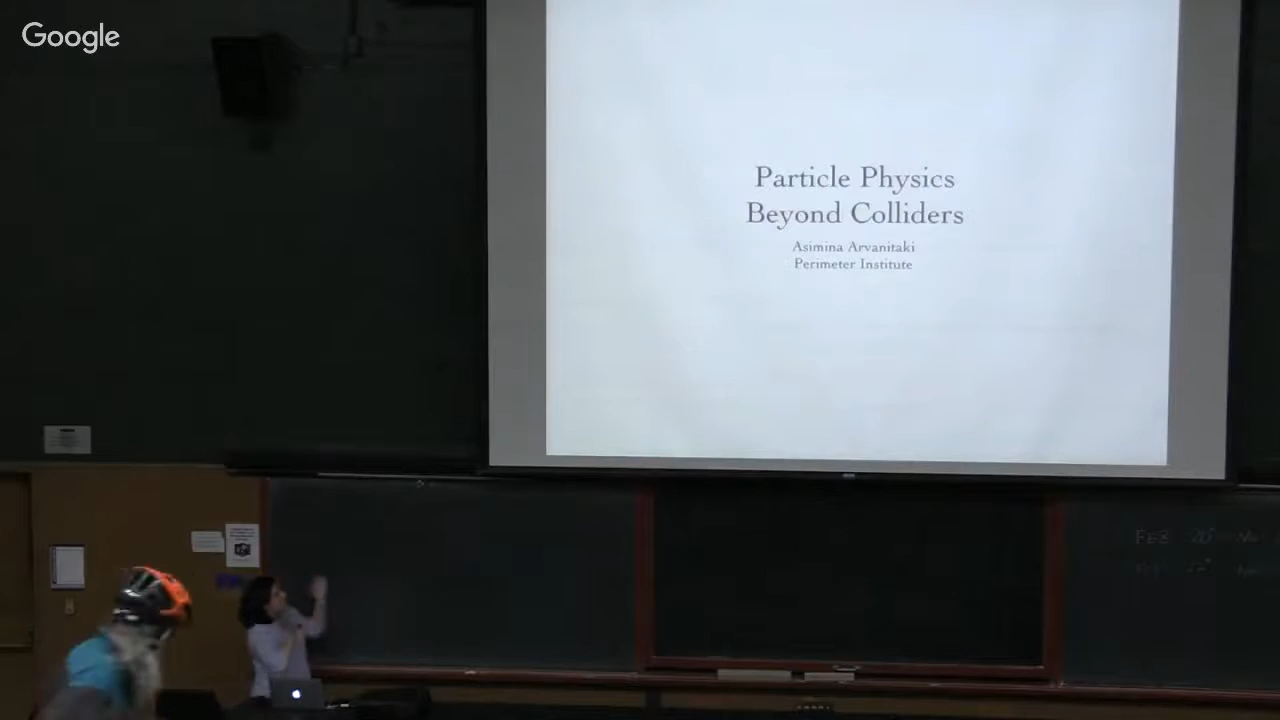 Google
Particle Physics
Beyond Colliders
Asimina Arvanitaki
Perimeter Institute